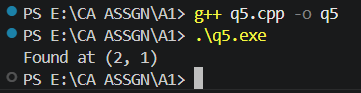 PS E:\CA ASSGN\A1> g++ q5.cpp -o q5
PS E:\CA ASSGN\A1> .\q5.exe
Found at (2, 1)
PS E:\CA ASSGN\A1>